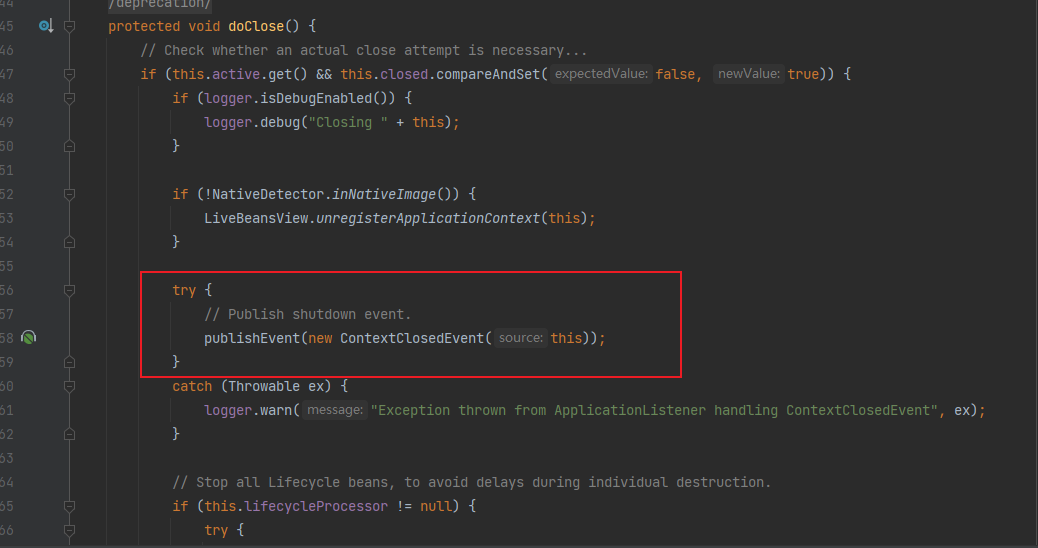 44 /deprecation/
45 protected void doClose() {
46 // Check whether an actual close attempt is necessary...
47 if (this.active.get() && this.closed.compareAndSet( expectedValue: false, newValue: true)) {
48 if (logger.isDebugEnabled()) {
49 logger.debug("Closing " + this);
50 }
51
52 if (!NativeDetector.inNativeImage()) {
53 LiveBeansView.unregisterApplicationContext(this);
54 }
55
56 try {
57 // Publish shutdown event.
58 publishEvent(new ContextClosedEvent( source: this));
59 }
60 catch (Throwable ex) {
61 logger.warn( message: "Exception thrown from ApplicationListener handling ContextClosedEvent", ex);
62 }
63
64 // Stop all Lifecycle beans, to avoid delays during individual destruction.
65 if (this.lifecycleProcessor != null) {
66 try {